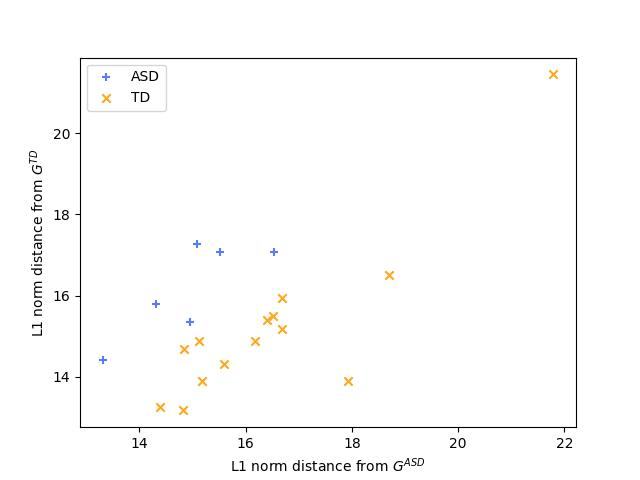 ASD
TD
20
18
16
14
L1 norm distance from G^{TD}
14
16
18
20
22
L1 norm distance from G^{ASD}